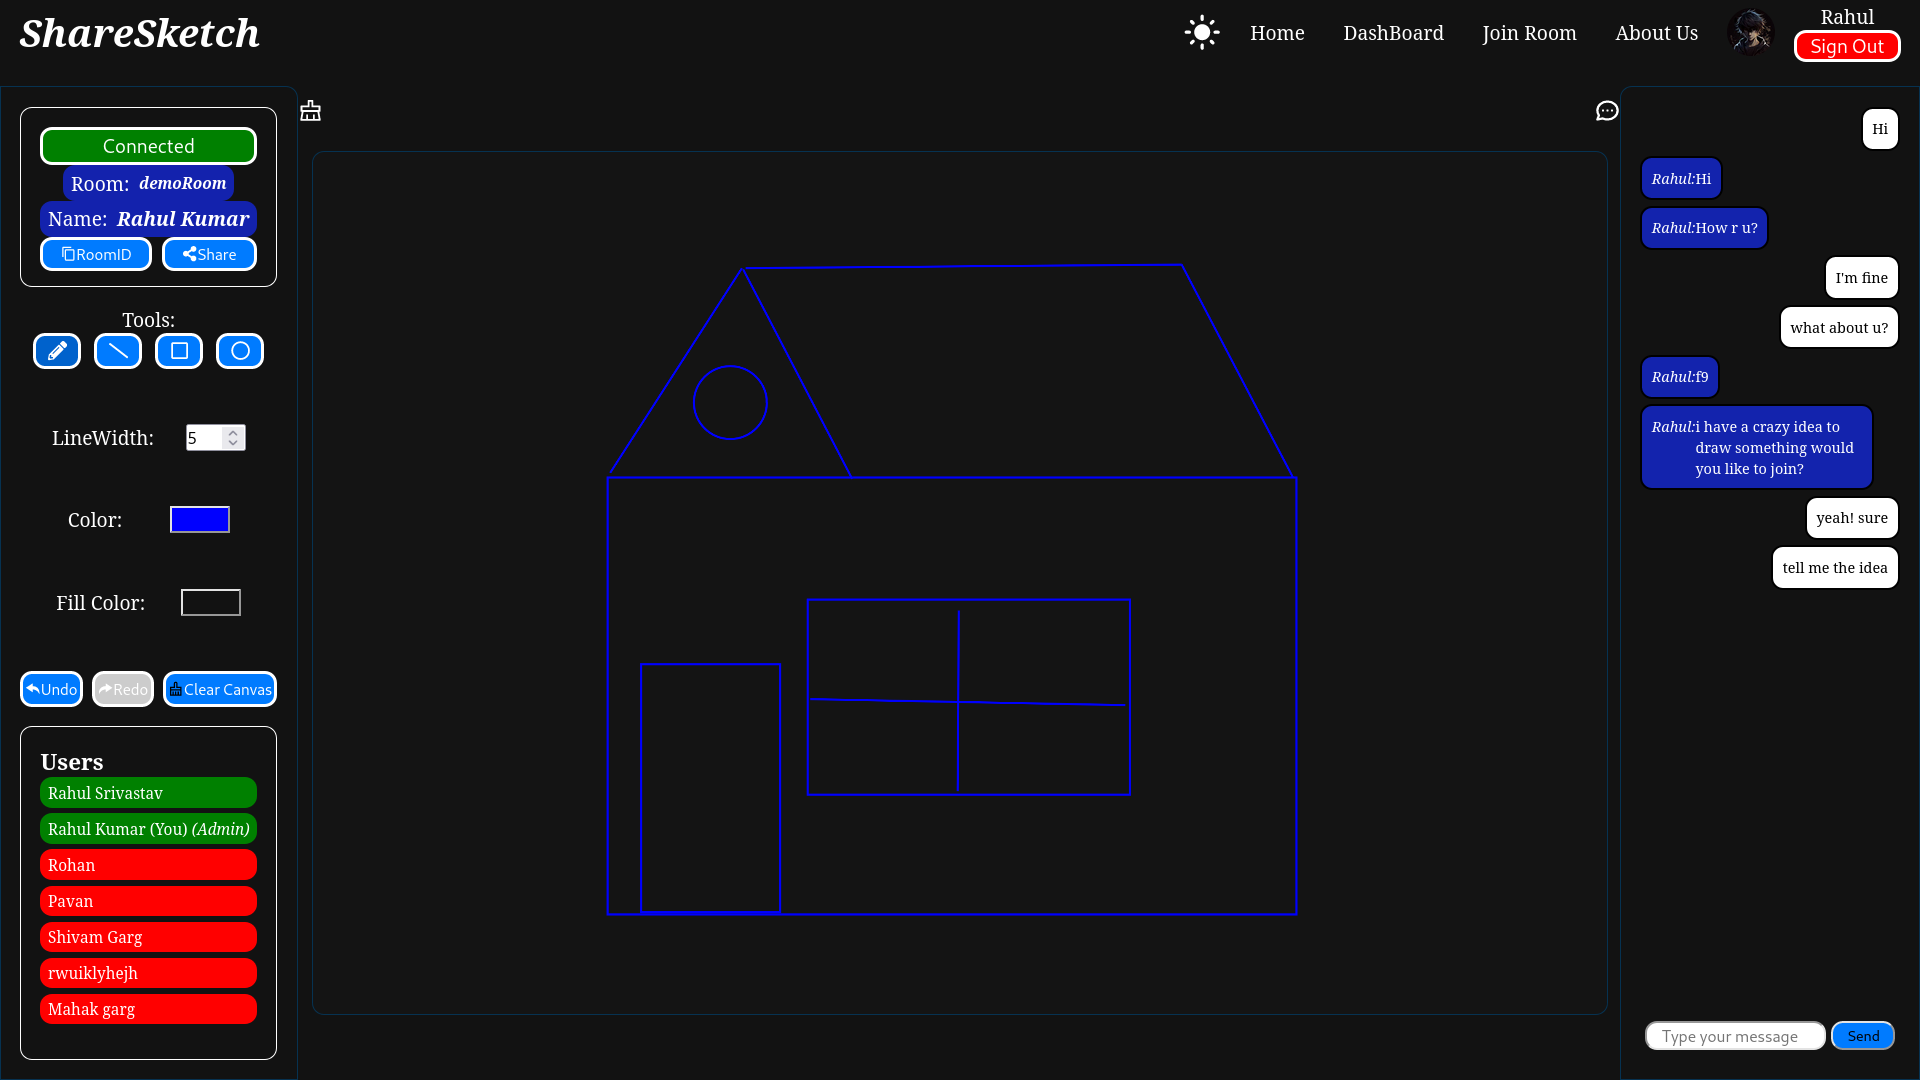 ShareSketch
Home
DashBoard
Join Room
About Us
Rahul
Sign Out
Connected
Room: demoRoom
Name: Rahul Kumar
RoomID
Share
Tools:
LineWidth: 5
Color:
Fill Color:
Undo
Redo
Clear Canvas
Users
Rahul Srivastav
Rahul Kumar (You) (Admin)
Rohan
Pavan
Shivam Garg
rwuiklyhejh
Mahak garg
Hi
Rahul:Hi
Rahul:How r u?
I'm fine
what about u?
Rahul:f9
Rahul:i have a crazy idea to
draw something would
you like to join?
yeah! sure
tell me the idea
Type your message
Send